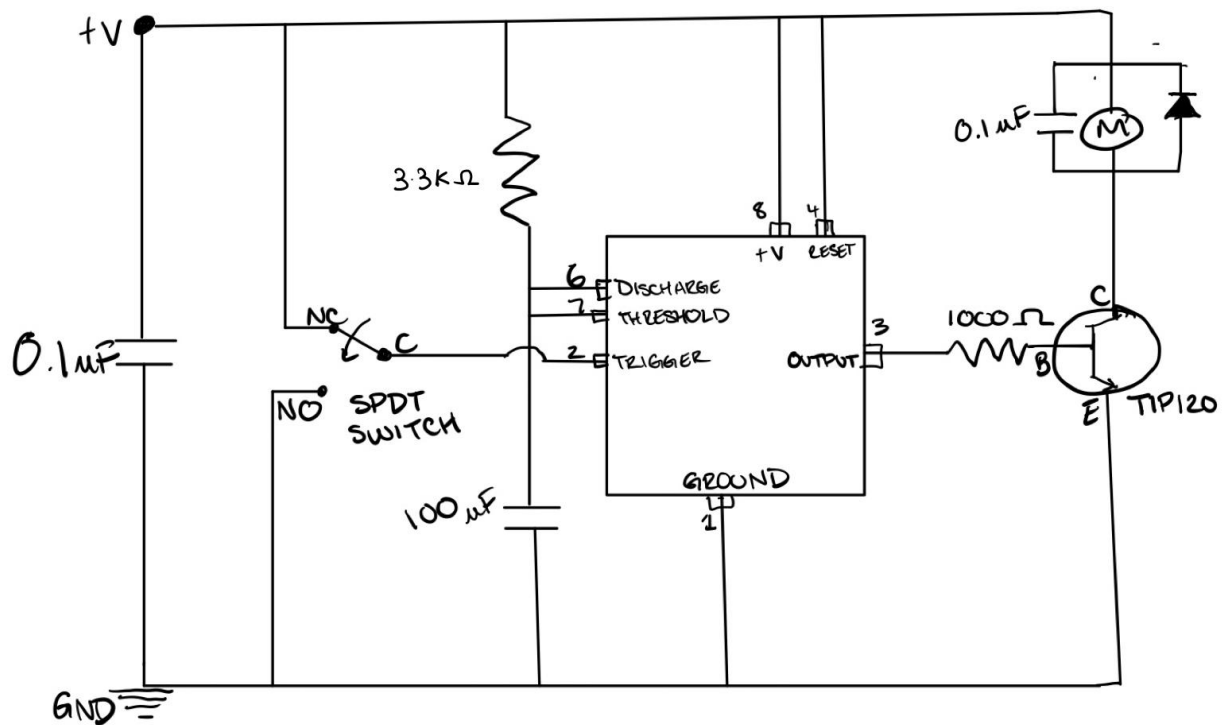 +V
0.1uF
3.3KΩ
8
4
+V
RESET
0.1uF
M
6
DISCHARGE
7
THRESHOLD
2
TRIGGER
3
OUTPUT
1000 Ω
C
B
E
TIP120
NC
C
NO
SPDT
SWITCH
100uF
GROUND
1
GND